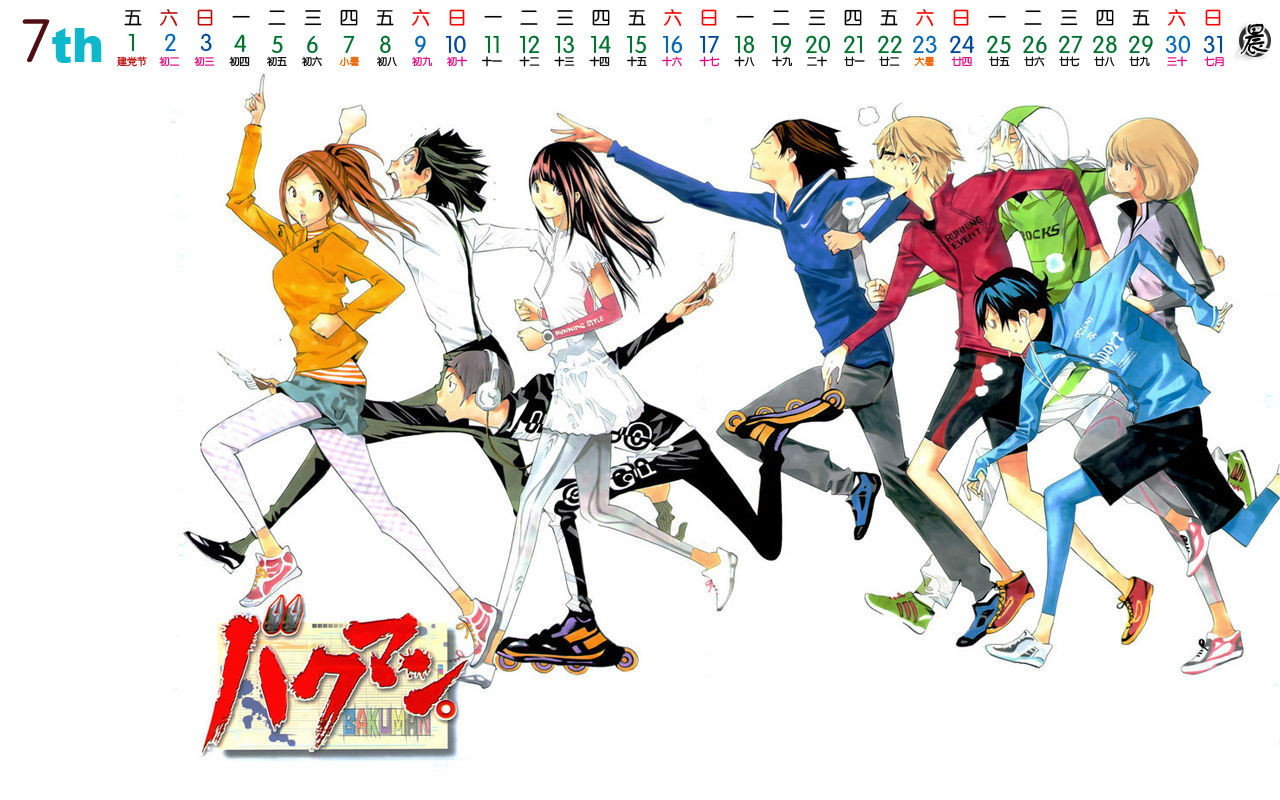 7th
五 六 日 一 二 三 四 五 六 日 一 二 三 四 五 六 日 一 二 三 四 五 六 日 一 二 三 四 五 六 日
1 2 3 4 5 6 7 8 9 10 11 12 13 14 15 16 17 18 19 20 21 22 23 24 25 26 27 28 29 30 31
建党节 初二 初三 初四 初五 初六 小暑 初八 初九 初十 十一 十二 十三 十四 十五 十六 十七 十八 十九 二十 廿一 廿二 大暑 廿四 廿五 廿六 廿七 廿八 廿九 三十 七月
晨
RUNNING
EVENT
ROCKS
RUNNING STYLE
Sport
バクマン。
BAKUMAN